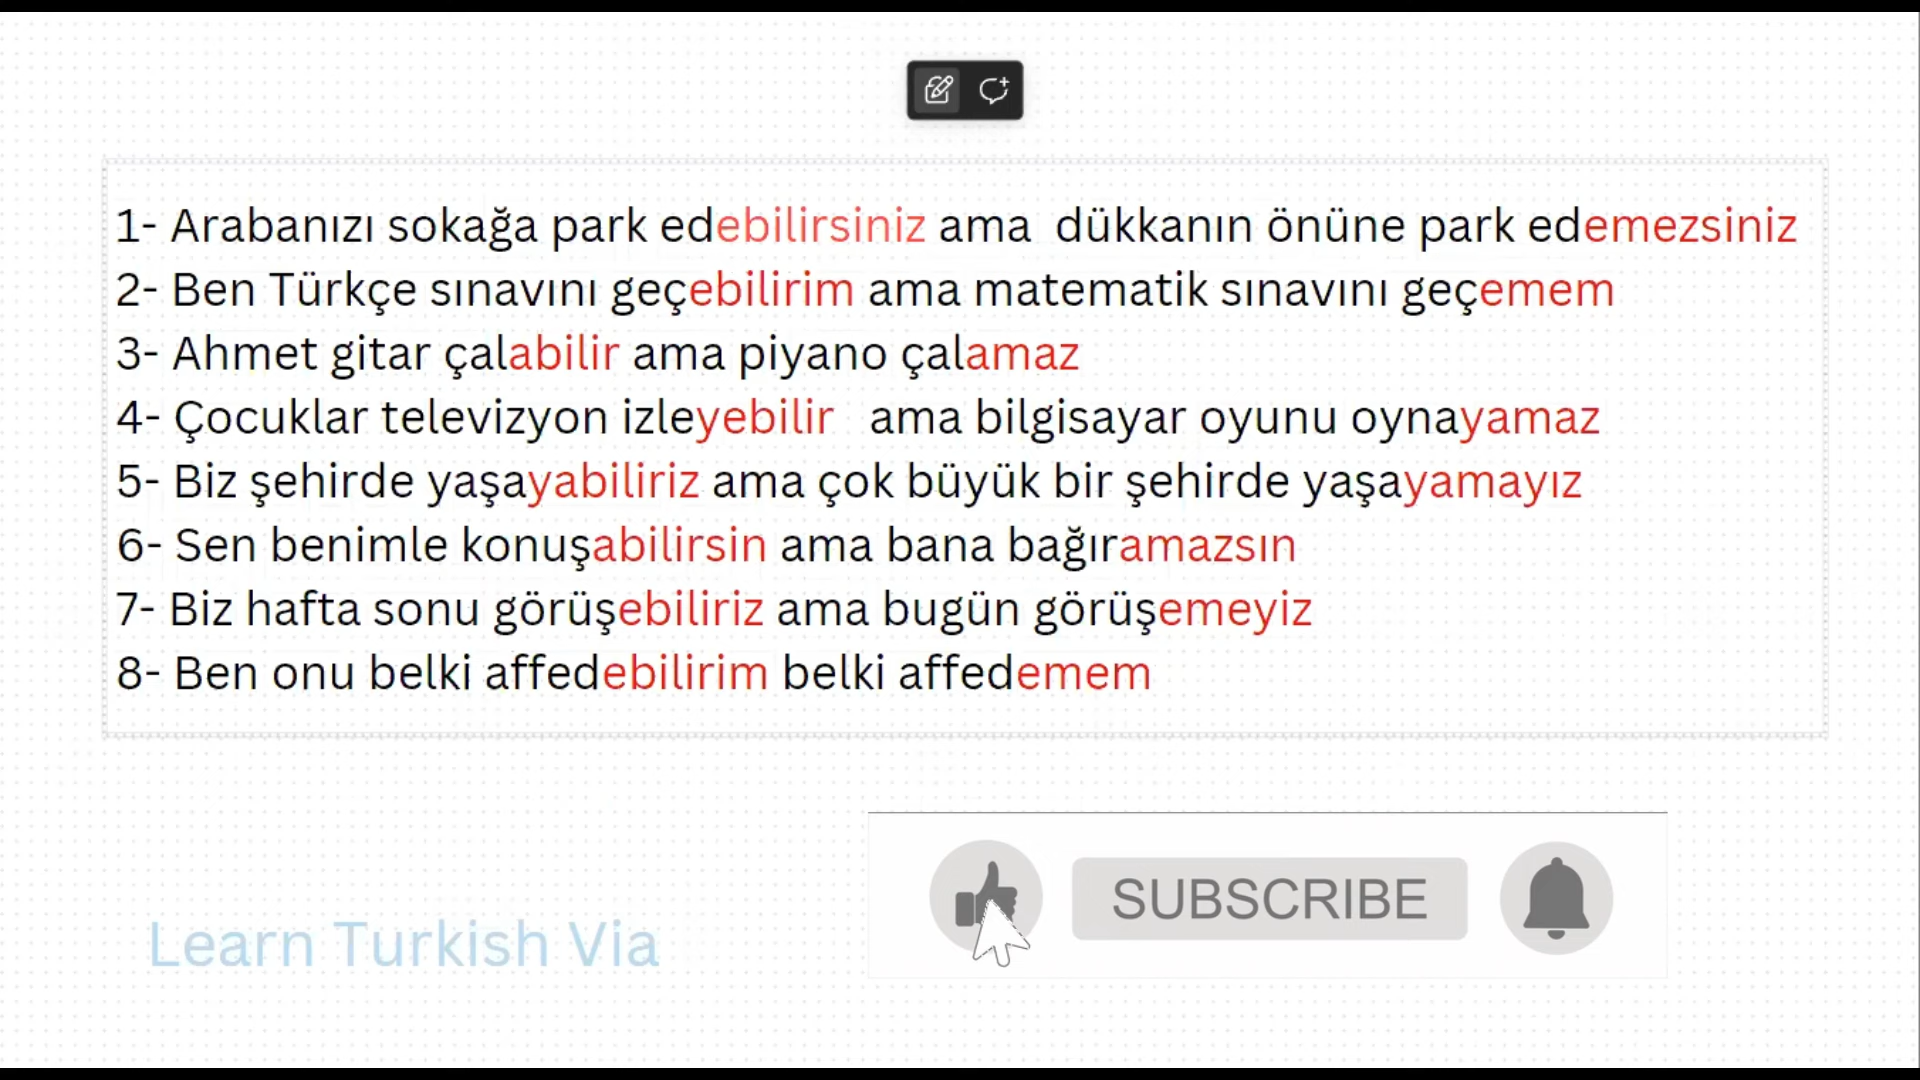 1- Arabanızı sokağa park edebilirsiniz ama dükkanın önüne park edemezsiniz
2- Ben Türkçe sınavını geçebilirim ama matematik sınavını geçemem
3- Ahmet gitar çalabilir ama piyano çalamaz
4- Çocuklar televizyon izleyebilir ama bilgisayar oyunu oynayamaz
5- Biz şehirde yaşayabiliriz ama çok büyük bir şehirde yaşayamayız
6- Sen benimle konuşabilirsin ama bana bağıramazsın
7- Biz hafta sonu görüşebiliriz ama bugün görüşemeyiz
8- Ben onu belki affedebilirim belki affedemem
SUBSCRIBE
Learn Turkish Via